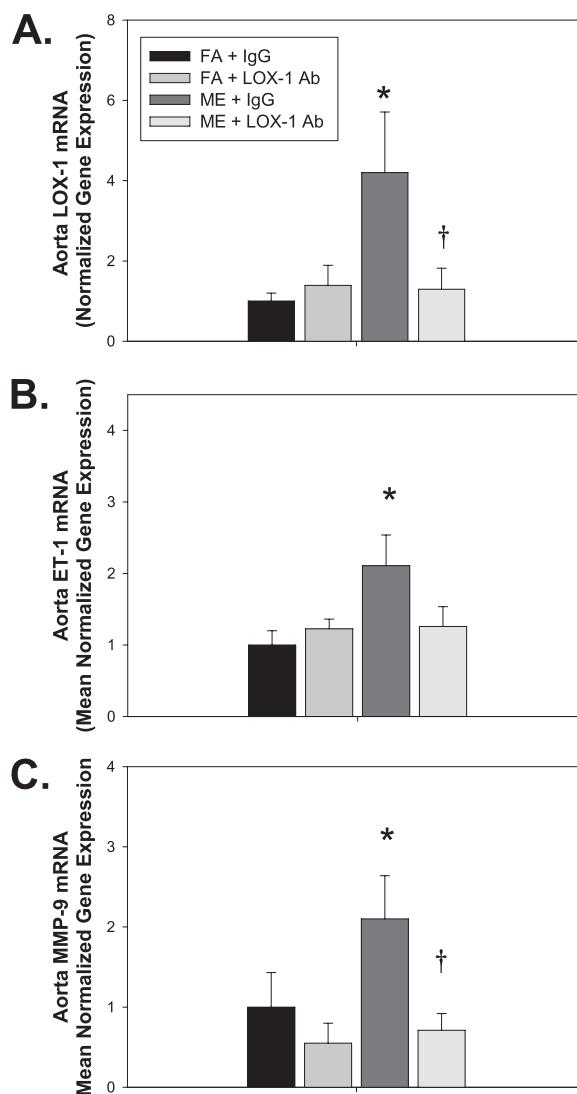 A.
Aorta LOX-1 mRNA
(Normalized Gene Expression)
8
6
4
2
0
FA + IgG
FA + LOX-1 Ab
ME + IgG
ME + LOX-1 Ab
*
†
B.
Aorta ET-1 mRNA
(Mean Normalized Gene Expression)
4
3
2
1
0
*
C.
Aorta MMP-9 mRNA
Mean Normalized Gene Expression
4
3
2
1
0
*
†